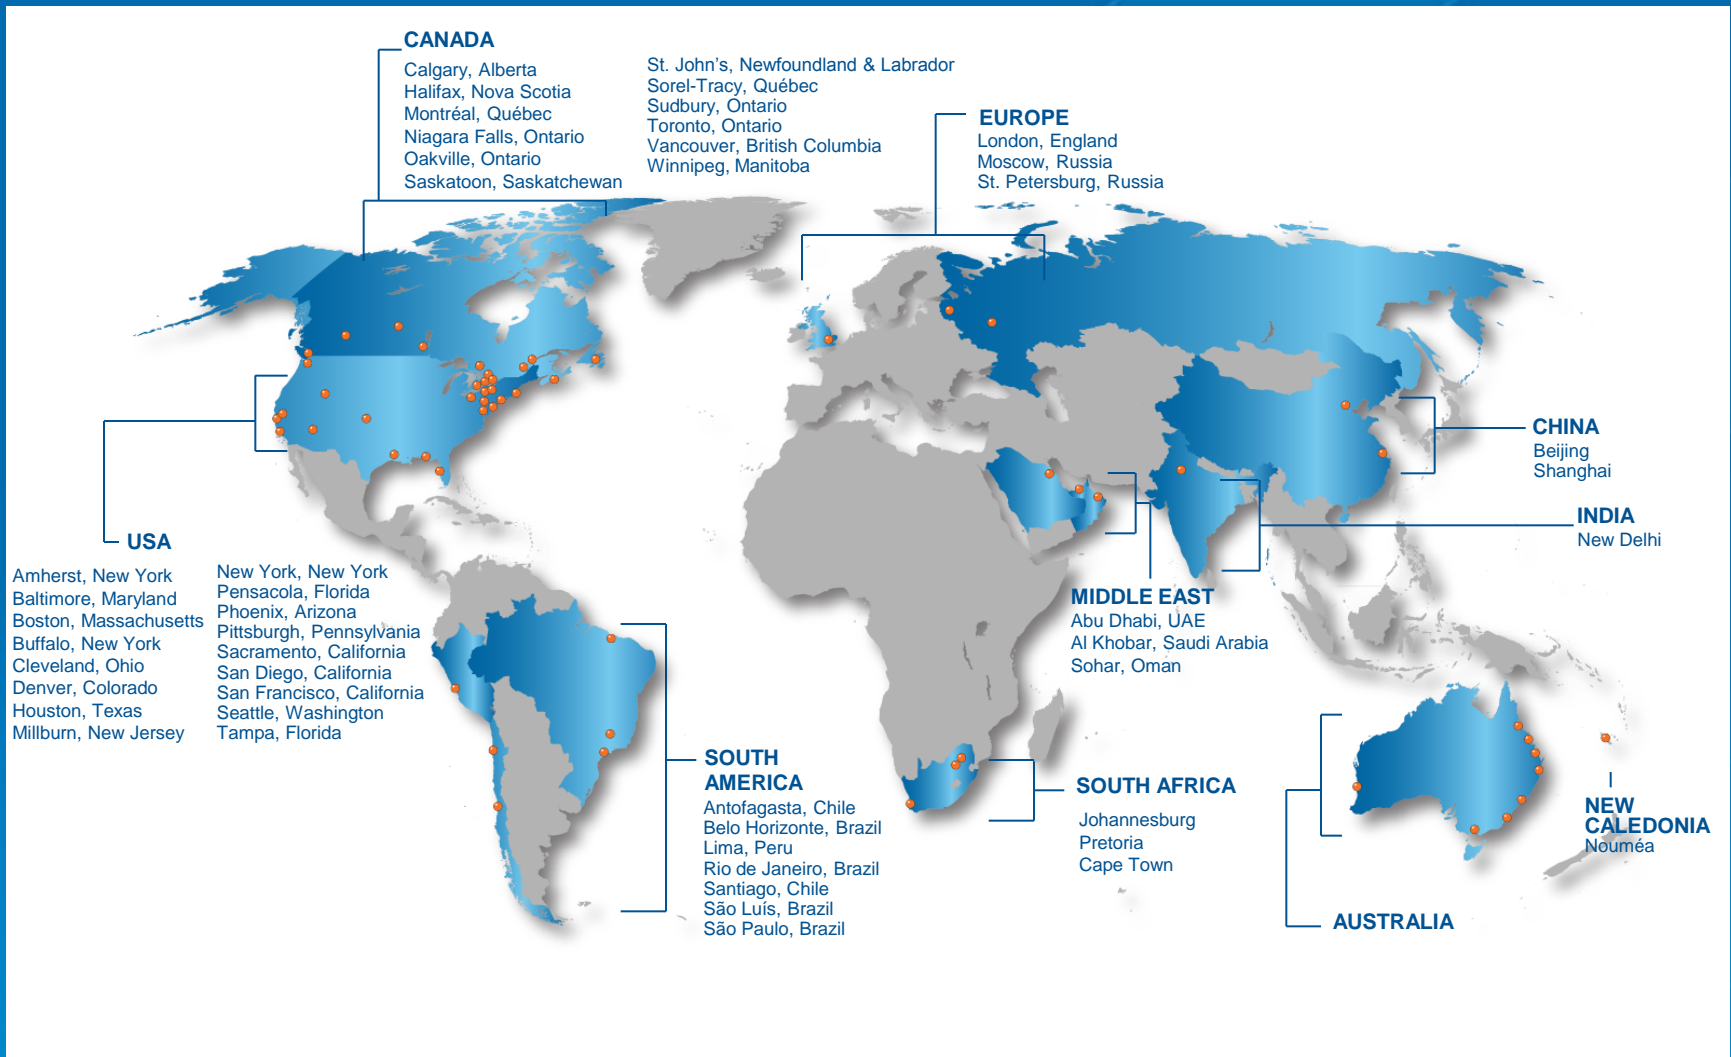 CANADA
Calgary, Alberta
Halifax, Nova Scotia
Montréal, Québec
Niagara Falls, Ontario
Oakville, Ontario
Saskatoon, Saskatchewan
St. John’s, Newfoundland & Labrador
Sorel-Tracy, Québec
Sudbury, Ontario
Toronto, Ontario
Vancouver, British Columbia
Winnipeg, Manitoba
EUROPE
London, England
Moscow, Russia
St. Petersburg, Russia
CHINA
Beijing
Shanghai
INDIA
New Delhi
USA
Amherst, New York
Baltimore, Maryland
Boston, Massachusetts
Buffalo, New York
Cleveland, Ohio
Denver, Colorado
Houston, Texas
Millburn, New Jersey
New York, New York
Pensacola, Florida
Phoenix, Arizona
Pittsburgh, Pennsylvania
Sacramento, California
San Diego, California
San Francisco, California
Seattle, Washington
Tampa, Florida
MIDDLE EAST
Abu Dhabi, UAE
Al Khobar, Saudi Arabia
Sohar, Oman
SOUTH
AMERICA
Antofagasta, Chile
Belo Horizonte, Brazil
Lima, Peru
Rio de Janeiro, Brazil
Santiago, Chile
São Luís, Brazil
São Paulo, Brazil
SOUTH AFRICA
Johannesburg
Pretoria
Cape Town
NEW
CALEDONIA
Nouméa
AUSTRALIA